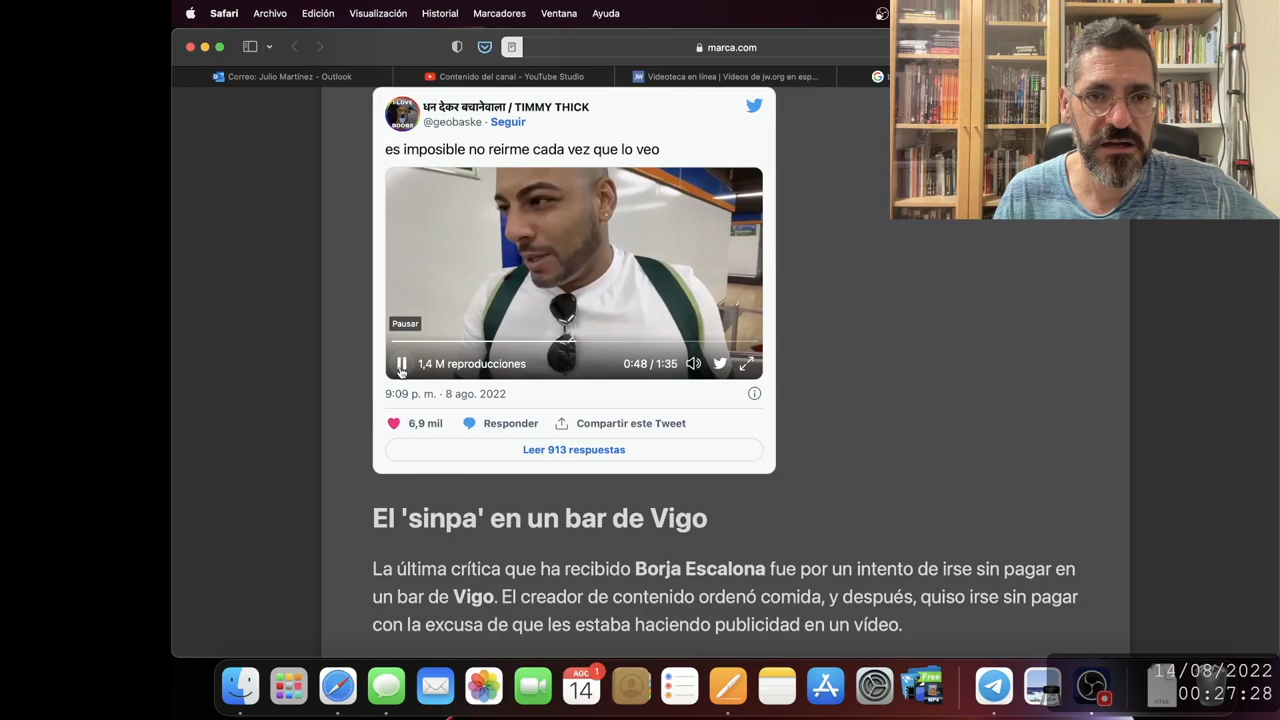 Safari Archivo Edición Visualización Historial Marcadores Ventana Ayuda
marca.com
Correo: Julio Martínez - Outlook
Contenido del canal - YouTube Studio
Videoteca en línea | Videos de jw.org en esp...
धन देकर बचानेवाला / TIMMY THICK
@geobaske · Seguir
es imposible no reirme cada vez que lo veo
Pausar
1,4 M reproducciones 0:48 / 1:35
9:09 p. m. · 8 ago. 2022
6,9 mil Responder Compartir este Tweet
Leer 913 respuestas
El 'sinpa' en un bar de Vigo
La última crítica que ha recibido Borja Escalona fue por un intento de irse sin pagar en
un bar de Vigo. El creador de contenido ordenó comida, y después, quiso irse sin pagar
con la excusa de que les estaba haciendo publicidad en un vídeo.
AGO
14
1
Free
MP4
HTML
14/08/2022
00:27:28